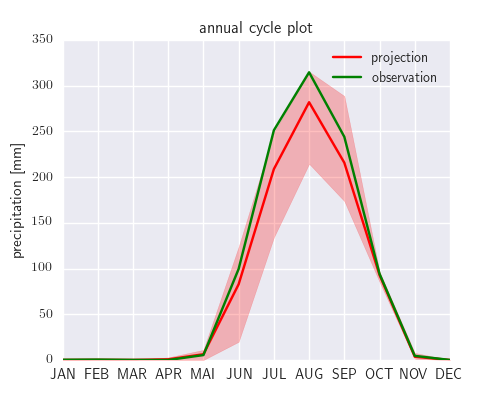 annual cycle plot
projection
observation
precipitation [mm]
350
300
250
200
150
100
50
0
JAN FEB MAR APR MAI JUN JUL AUG SEP OCT NOV DEC